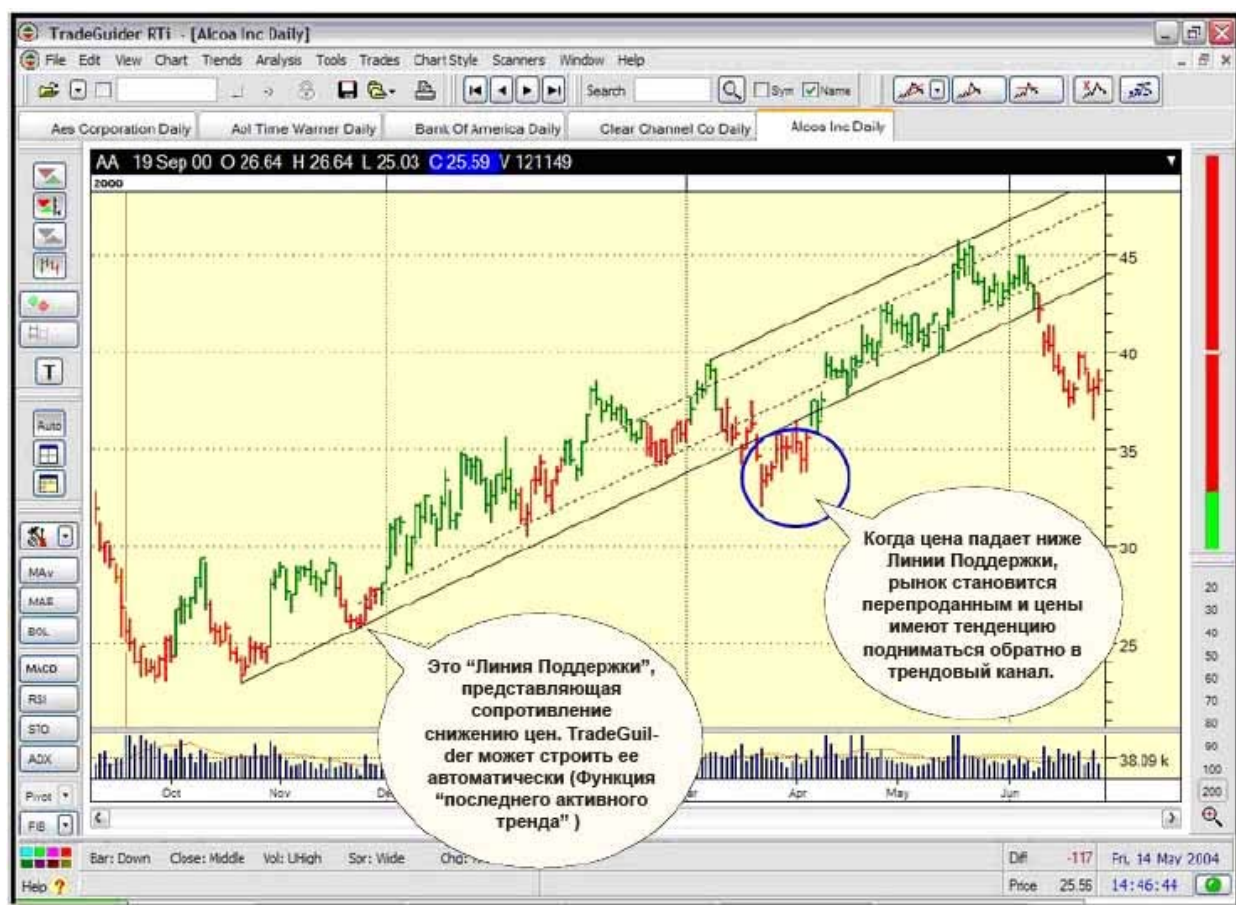 TradeGuider RTi - [Alcoa Inc Daily]
File Edit View Chart Trends Analysis Tools Trades Chart Style Scanners Window Help
Search Sym Name
Aes Corporation Daily Aol Time Warner Daily Bank Of America Daily Clear Channel Co Daily Alcoa Inc Daily
AA 19 Sep 00 O 26.64 H 26.64 L 25.03 C 25.59 V 121149
2000
45
40
35
30
25
T
Auto
MAv
BOL
MACD
RSI
STO
ADX
Pivot
FIB
Когда цена падает ниже
Линии Поддержки,
рынок становится
перепроданным и цены
имеют тенденцию
подниматься обратно в
трендовый канал.
Это “Линия Поддержки”,
представляющая
сопротивление
снижению цен. TradeGuil-
der может строить ее
автоматически (Функция
“последнего активного
тренда” )
38.09 k
Oct Nov Apr May Jun
20
30
40
50
60
70
80
90
100
200
Bar: Down Close: Middle Vol: UHigh Spr: Wide
Diff -117 Fri, 14 May 2004
Help Price 25.56 14:46:44